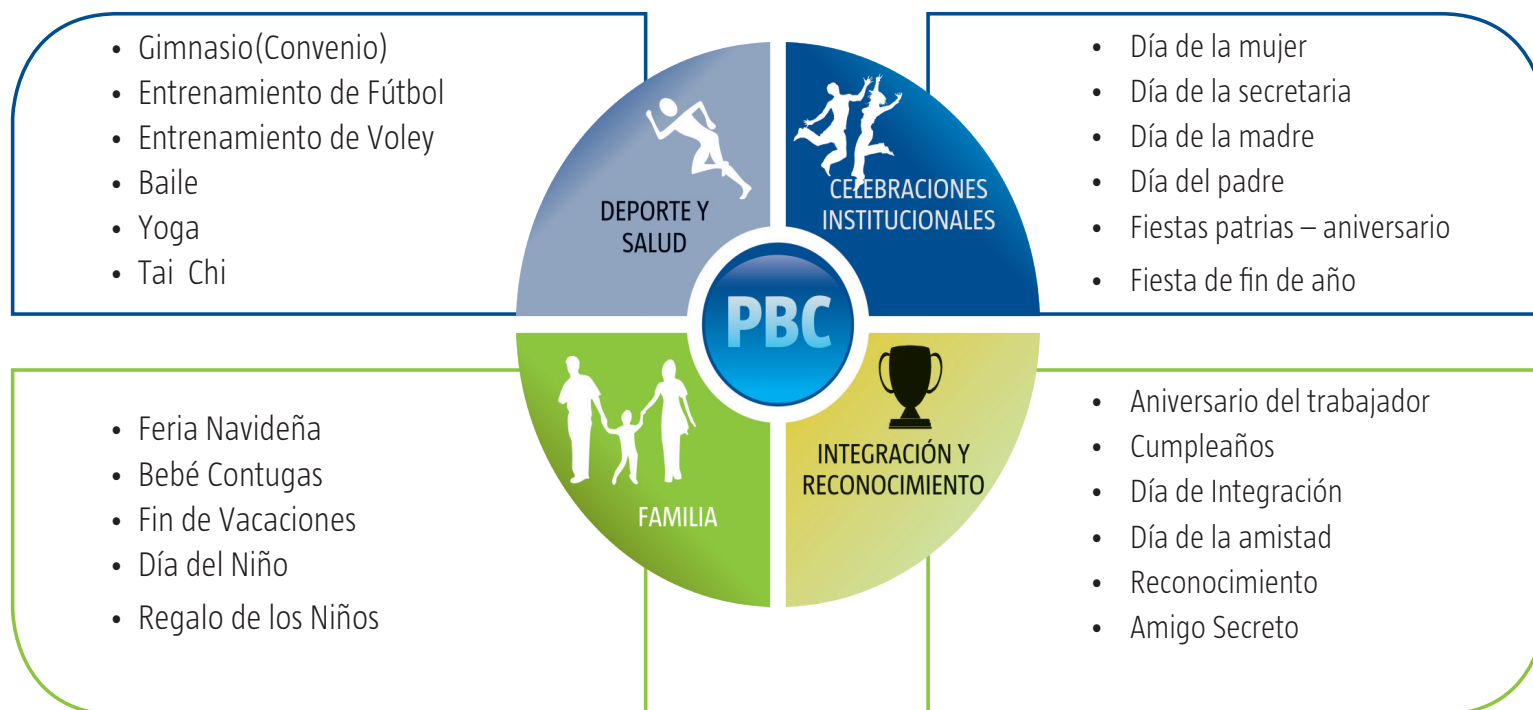 • Gimnasio(Convenio)
• Entrenamiento de Fútbol
• Entrenamiento de Voley
• Baile
• Yoga
• Tai Chi
DEPORTE Y
SALUD
CELEBRACIONES
INSTITUCIONALES
• Día de la mujer
• Día de la secretaria
• Día de la madre
• Día del padre
• Fiestas patrias – aniversario
• Fiesta de fin de año
PBC
• Feria Navideña
• Bebé Contugas
• Fin de Vacaciones
• Día del Niño
• Regalo de los Niños
FAMILIA
INTEGRACIÓN Y
RECONOCIMIENTO
• Aniversario del trabajador
• Cumpleaños
• Día de Integración
• Día de la amistad
• Reconocimiento
• Amigo Secreto